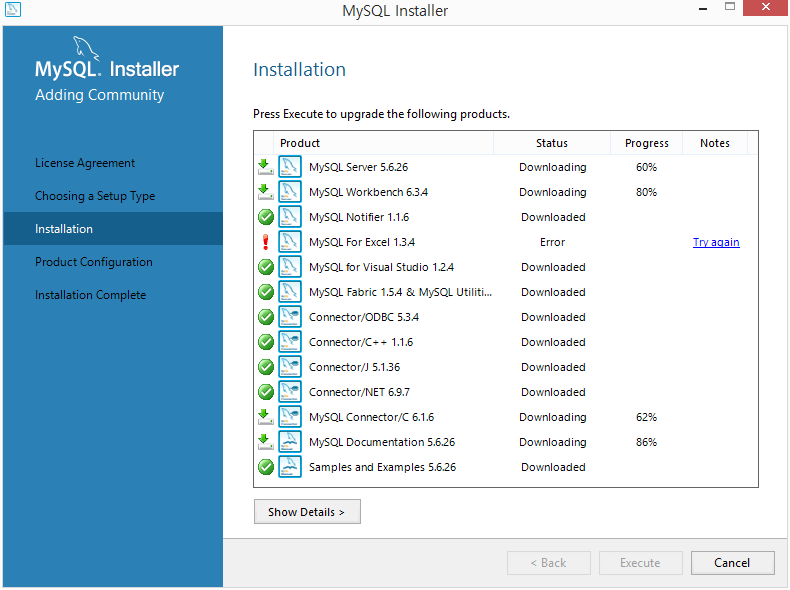 MySQL Installer
MySQL. Installer
Adding Community
License Agreement
Choosing a Setup Type
Installation
Product Configuration
Installation Complete
Installation
Press Execute to upgrade the following products.
Product Status Progress Notes
MySQL Server 5.6.26 Downloading 60%
MySQL Workbench 6.3.4 Downloading 80%
MySQL Notifier 1.1.6 Downloaded
MySQL For Excel 1.3.4 Error Try again
MySQL for Visual Studio 1.2.4 Downloaded
MySQL Fabric 1.5.4 & MySQL Utiliti... Downloaded
Connector/ODBC 5.3.4 Downloaded
Connector/C++ 1.1.6 Downloaded
Connector/J 5.1.36 Downloaded
Connector/NET 6.9.7 Downloaded
MySQL Connector/C 6.1.6 Downloading 62%
MySQL Documentation 5.6.26 Downloading 86%
Samples and Examples 5.6.26 Downloaded
Show Details >
< Back Execute Cancel